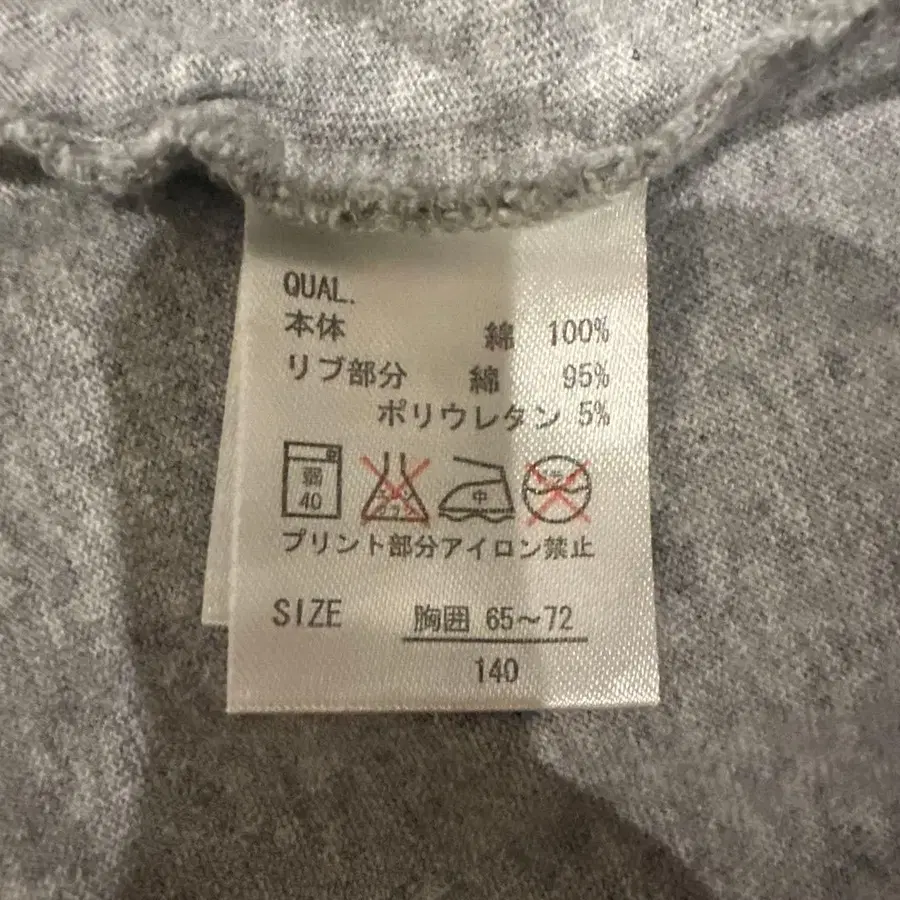 QUAL.
本体 綿 100%
リブ部分 綿 95%
ポリウレタン 5%
弱
40
中
プリント部分アイロン禁止
SIZE 胸囲 65～72
140